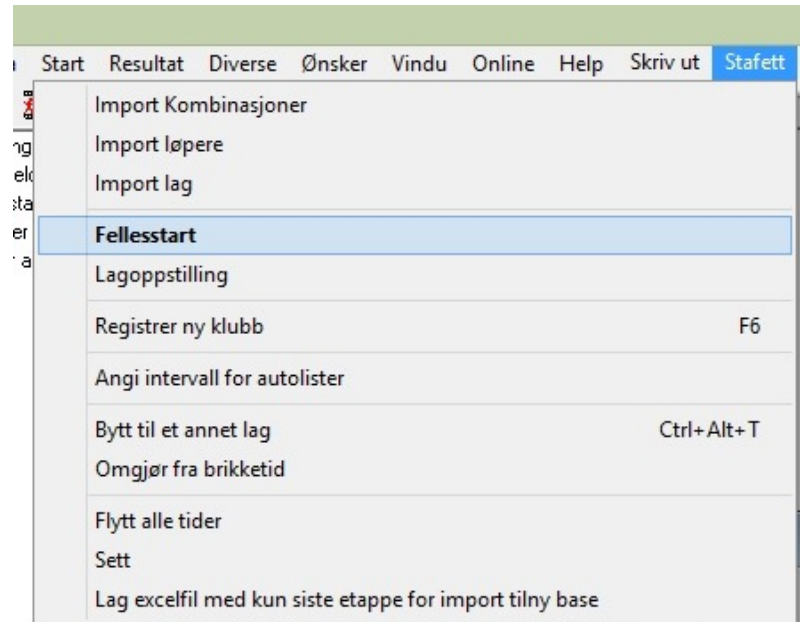 Start Resultat Diverse Ønsker Vindu Online Help Skriv ut Stafett
Import Kombinasjoner
Import løpere
Import lag
Fellesstart
Lagoppstilling
Registrer ny klubb F6
Angi intervall for autolister
Bytt til et annet lag Ctrl+Alt+T
Omgjør fra brikketid
Flytt alle tider
Sett
Lag excelfil med kun siste etappe for import tilny base